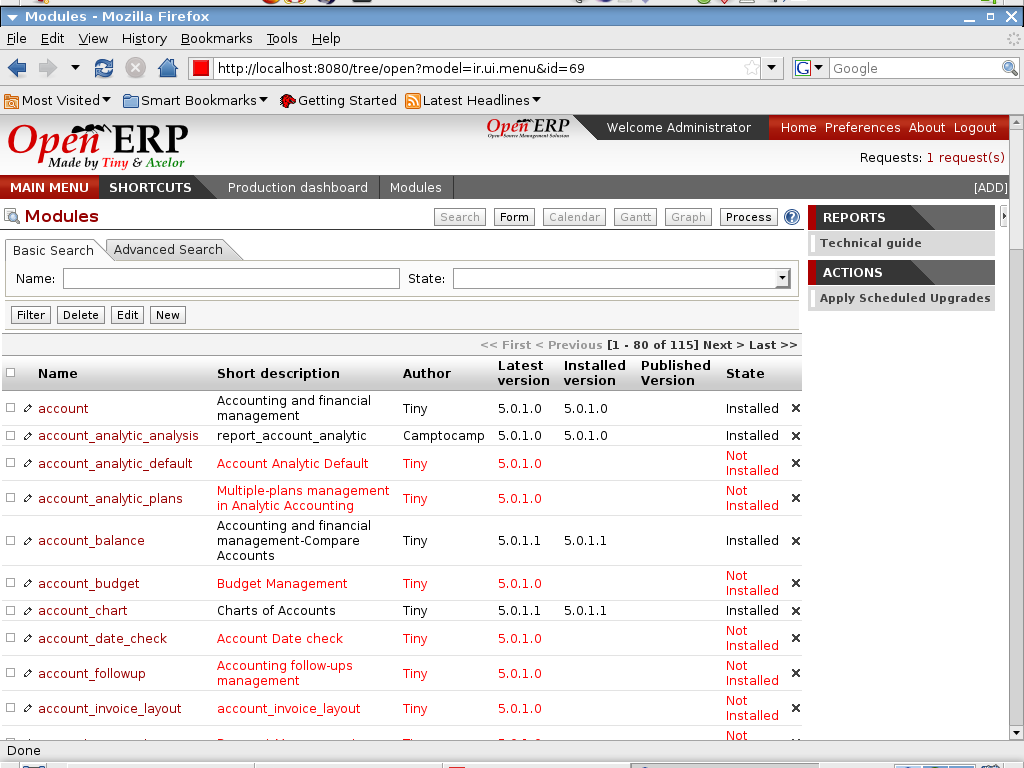 Modules - Mozilla Firefox
File Edit View History Bookmarks Tools Help
http://localhost:8080/tree/open?model=ir.ui.menu&id=69
G Google
Most Visited Smart Bookmarks Getting Started Latest Headlines
Open ERP
Made by Tiny & Axelor
Open ERP
Open Source Management Solution
Welcome Administrator
Home Preferences About Logout
Requests: 1 request(s)
MAIN MENU SHORTCUTS Production dashboard Modules [ADD]
Modules
Search Form Calendar Gantt Graph Process ?
Basic Search Advanced Search
Name: State:
Filter Delete Edit New
<< First < Previous [1 - 80 of 115] Next > Last >>
Name Short description Author Latest version Installed version Published Version State
account Accounting and financial management Tiny 5.0.1.0 5.0.1.0 Installed
account_analytic_analysis report_account_analytic Camptocamp 5.0.1.0 5.0.1.0 Installed
account_analytic_default Account Analytic Default Tiny 5.0.1.0 Not Installed
account_analytic_plans Multiple-plans management in Analytic Accounting Tiny 5.0.1.0 Not Installed
account_balance Accounting and financial management-Compare Accounts Tiny 5.0.1.1 5.0.1.1 Installed
account_budget Budget Management Tiny 5.0.1.0 Not Installed
account_chart Charts of Accounts Tiny 5.0.1.1 5.0.1.1 Installed
account_date_check Account Date check Tiny 5.0.1.0 Not Installed
account_followup Accounting follow-ups management Tiny 5.0.1.0 Not Installed
account_invoice_layout account_invoice_layout Tiny 5.0.1.0 Not Installed
Not
REPORTS
Technical guide
ACTIONS
Apply Scheduled Upgrades
Done